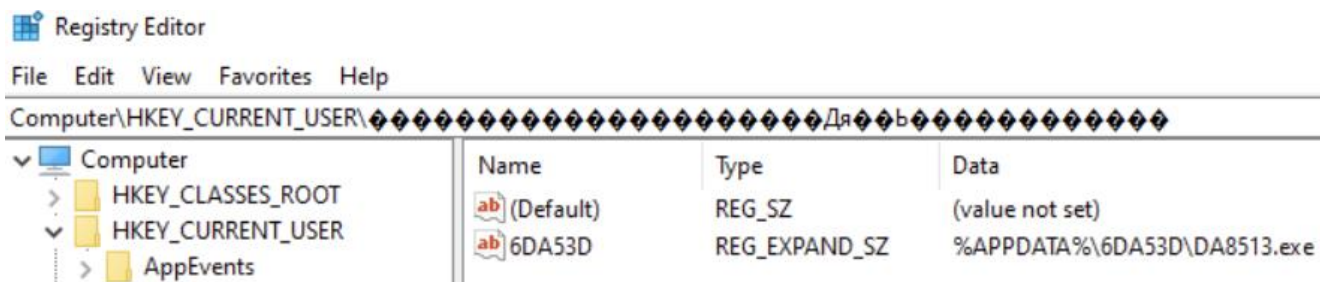 Registry Editor
File Edit View Favorites Help
Computer\HKEY_CURRENT_USER\�������������������������Дя��Ь�������������
Computer
HKEY_CLASSES_ROOT
HKEY_CURRENT_USER
AppEvents
Name Type Data
(Default) REG_SZ (value not set)
6DA53D REG_EXPAND_SZ %APPDATA%\6DA53D\DA8513.exe